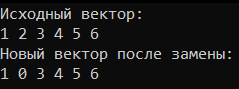 Исходный вектор:
1 2 3 4 5 6
Новый вектор после замены:
1 0 3 4 5 6